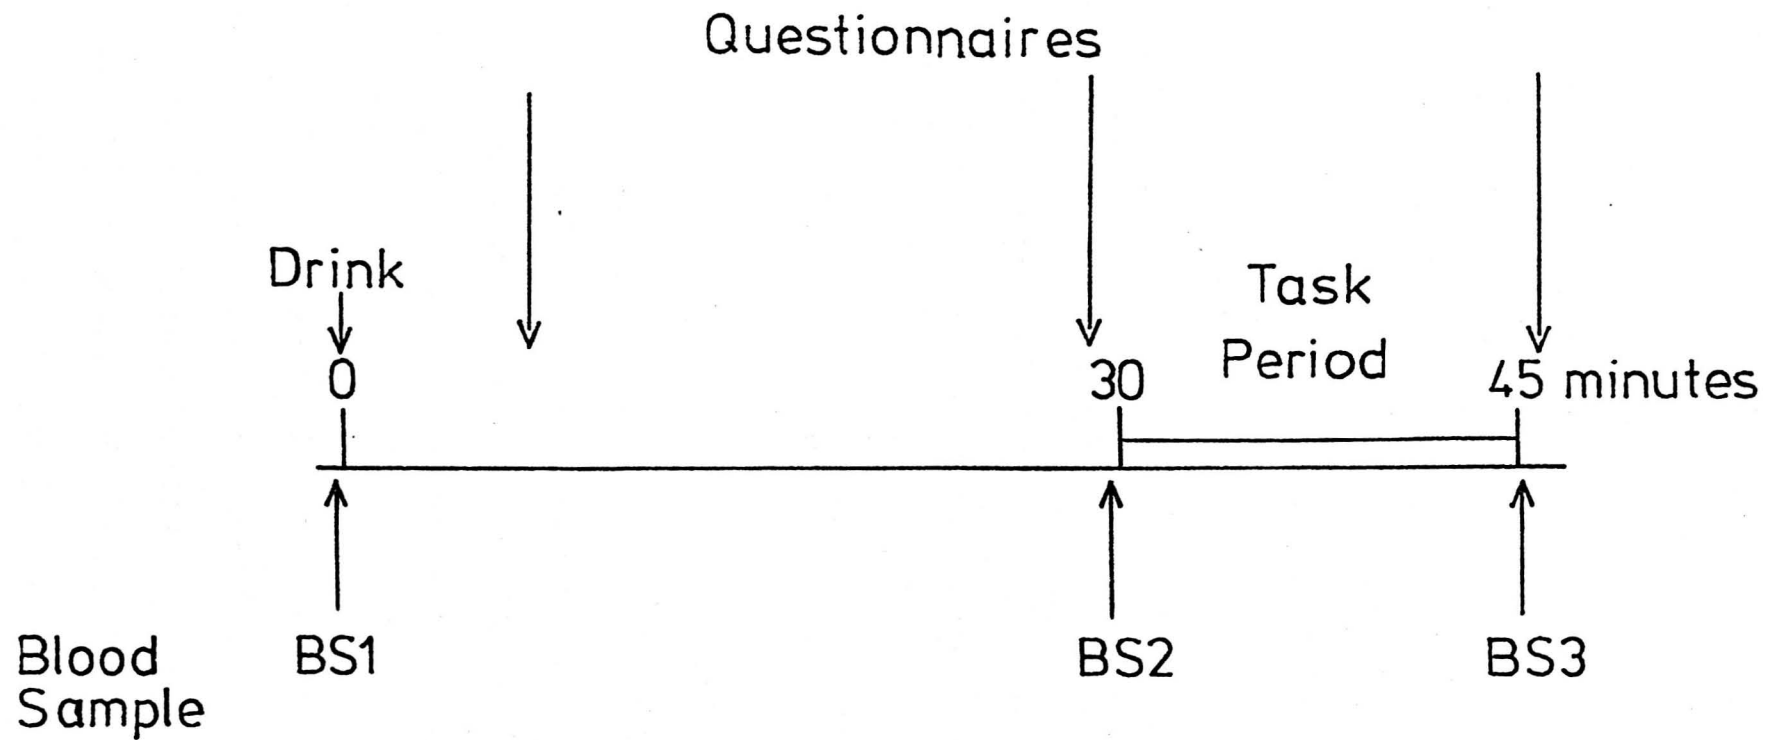 Questionnaires
Drink
Task
Period
0
30
45 minutes
Blood
Sample
BS1
BS2
BS3